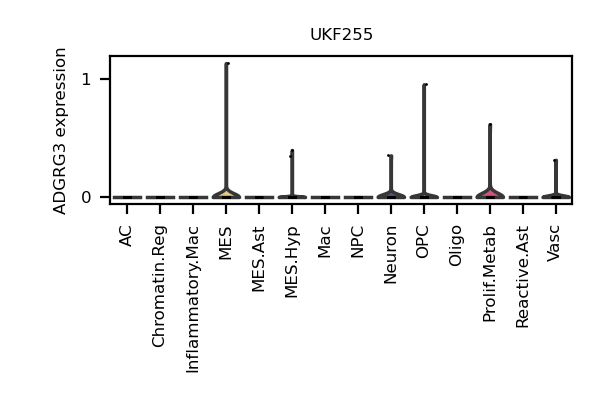 UKF255
ADGRG3 expression
1
0
AC
Chromatin.Reg
Inflammatory.Mac
MES
MES.Ast
MES.Hyp
Mac
NPC
Neuron
OPC
Oligo
Prolif.Metab
Reactive.Ast
Vasc